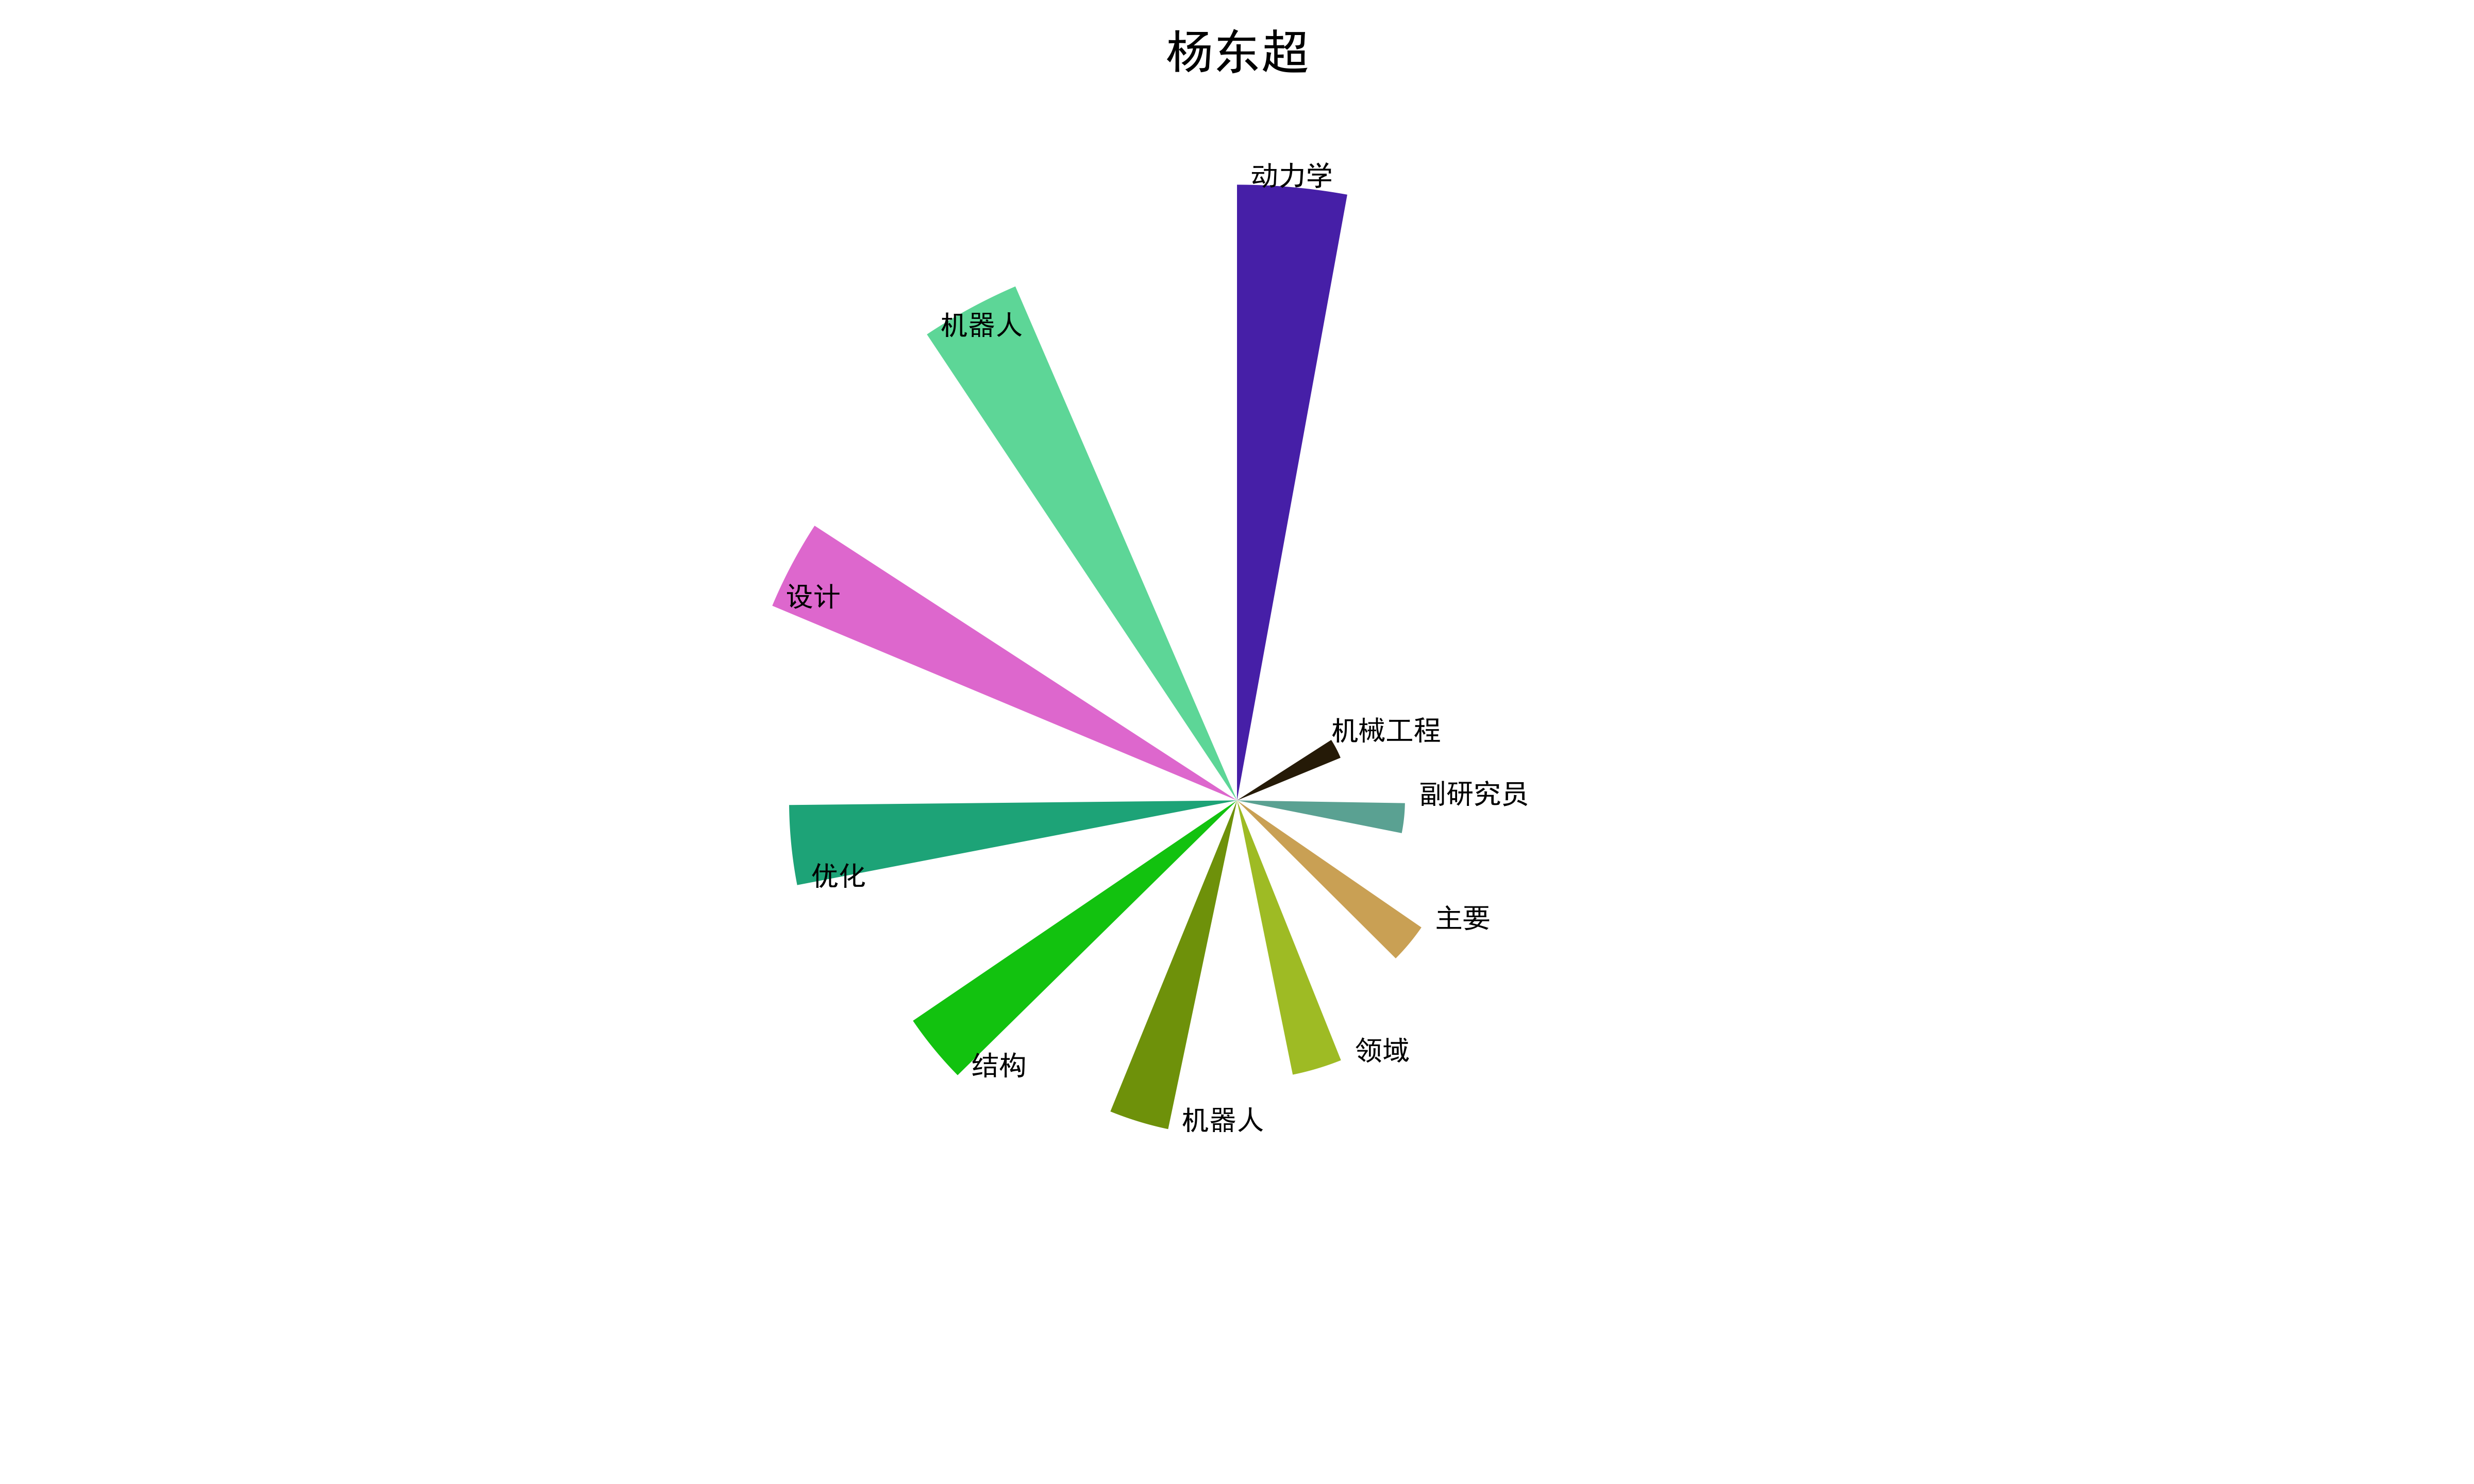 杨东超
动力学
机器人
设计
机械工程
副研究员
优化
主要
领域
结构
机器人